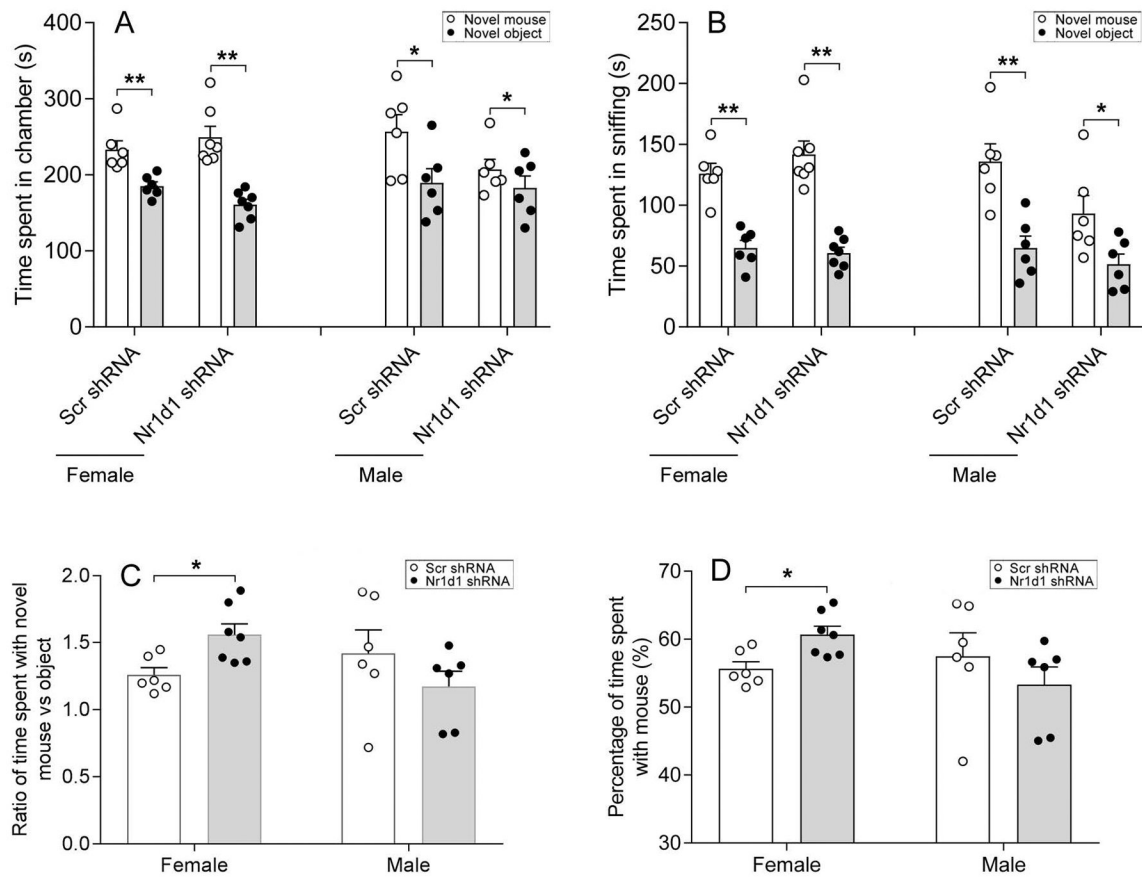 A
Novel mouse
Novel object
Time spent in chamber (s)
400
300
200
100
0
**
**
*
*
Scr shRNA
Nr1d1 shRNA
Scr shRNA
Nr1d1 shRNA
Female
Male
B
Novel mouse
Novel object
Time spent in sniffing (s)
250
200
150
100
50
0
**
**
**
*
Scr shRNA
Nr1d1 shRNA
Scr shRNA
Nr1d1 shRNA
Female
Male
C
Scr shRNA
Nr1d1 shRNA
Ratio of time spent with novel
mouse vs object
2.0
1.5
1.0
0.5
0.0
*
Female
Male
D
Scr shRNA
Nr1d1 shRNA
Percentage of time spent
with mouse (%)
70
60
50
40
30
*
Female
Male